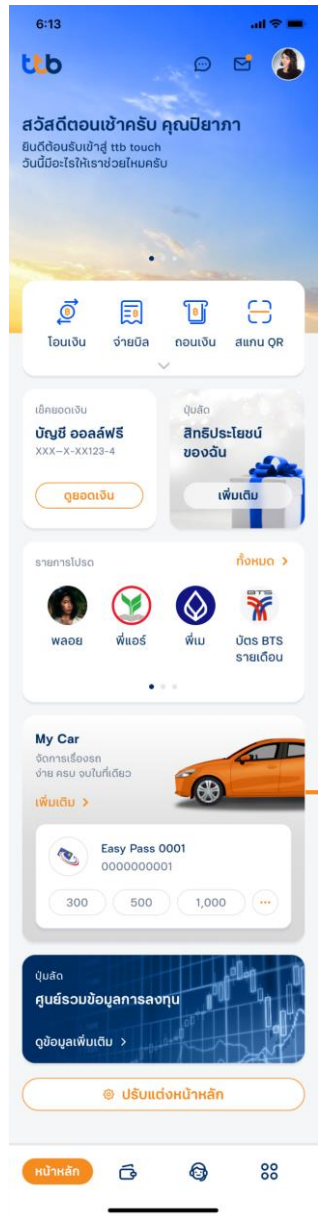 6:13
ttb
สวัสดีตอนเช้าครับ คุณปิยาภา
ยินดีต้อนรับเข้าสู่ ttb touch
วันนี้มีอะไรให้เราช่วยไหมครับ
โอนเงิน
จ่ายบิล
ถอนเงิน
สแกน QR
เช็คยอดเงิน
บัญชี ออลล์ฟรี
XXX-X-XX123-4
ดูยอดเงิน
ปุ่มลัด
สิทธิประโยชน์
ของฉัน
เพิ่มเติม
รายการโปรด
ทั้งหมด >
พลอย
พี่แอร์
พี่เม
BTS
บัตร BTS
รายเดือน
My Car
จัดการเรื่องรถ
ง่าย ครบ จบในที่เดียว
เพิ่มเติม >
Easy Pass 0001
0000000001
300
500
1,000
ปุ่มลัด
ศูนย์รวมข้อมูลการลงทุน
ดูข้อมูลเพิ่มเติม >
ปรับแต่งหน้าหลัก
หน้าหลัก